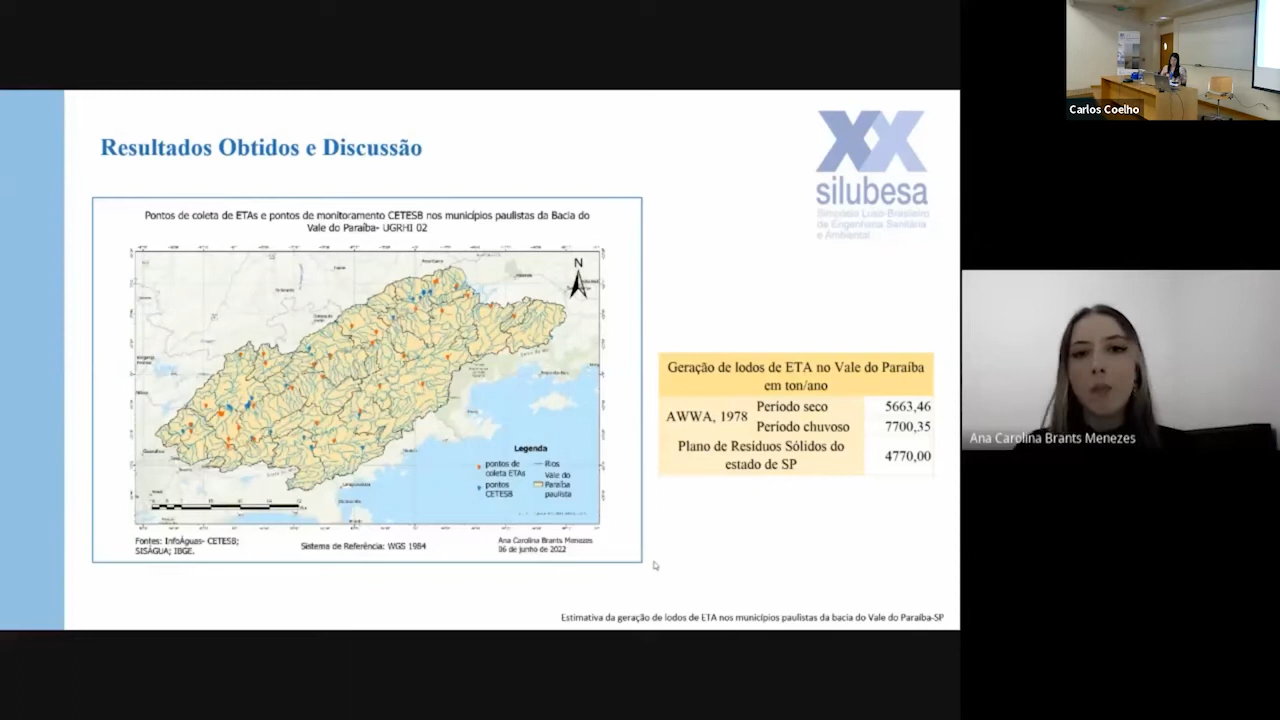 Resultados Obtidos e Discussão
XX
silubesa
Simpósio Luso-Brasileiro
de Engenharia Sanitária
e Ambiental
Pontos de coleta de ETAs e pontos de monitoramento CETESB nos municípios paulistas da Bacia do
Vale do Paraíba- UGRHI 02
N
Legenda
pontos de
coleta ETAs
pontos
CETESB
Rios
Vale do
Paraíba
paulista
Fontes: InfoÁguas- CETESB;
SISÁGUA; IBGE.
Sistema de Referência: WGS 1984
Ana Carolina Brants Menezes
06 de junho de 2022
Geração de lodos de ETA no Vale do Paraíba
em ton/ano
AWWA, 1978
Período seco 5663,46
Período chuvoso 7700,35
Plano de Resíduos Sólidos do
estado de SP
4770,00
Estimativa da geração de lodos de ETA nos municípios paulistas da bacia do Vale do Paraíba-SP
Carlos Coelho
Ana Carolina Brants Menezes